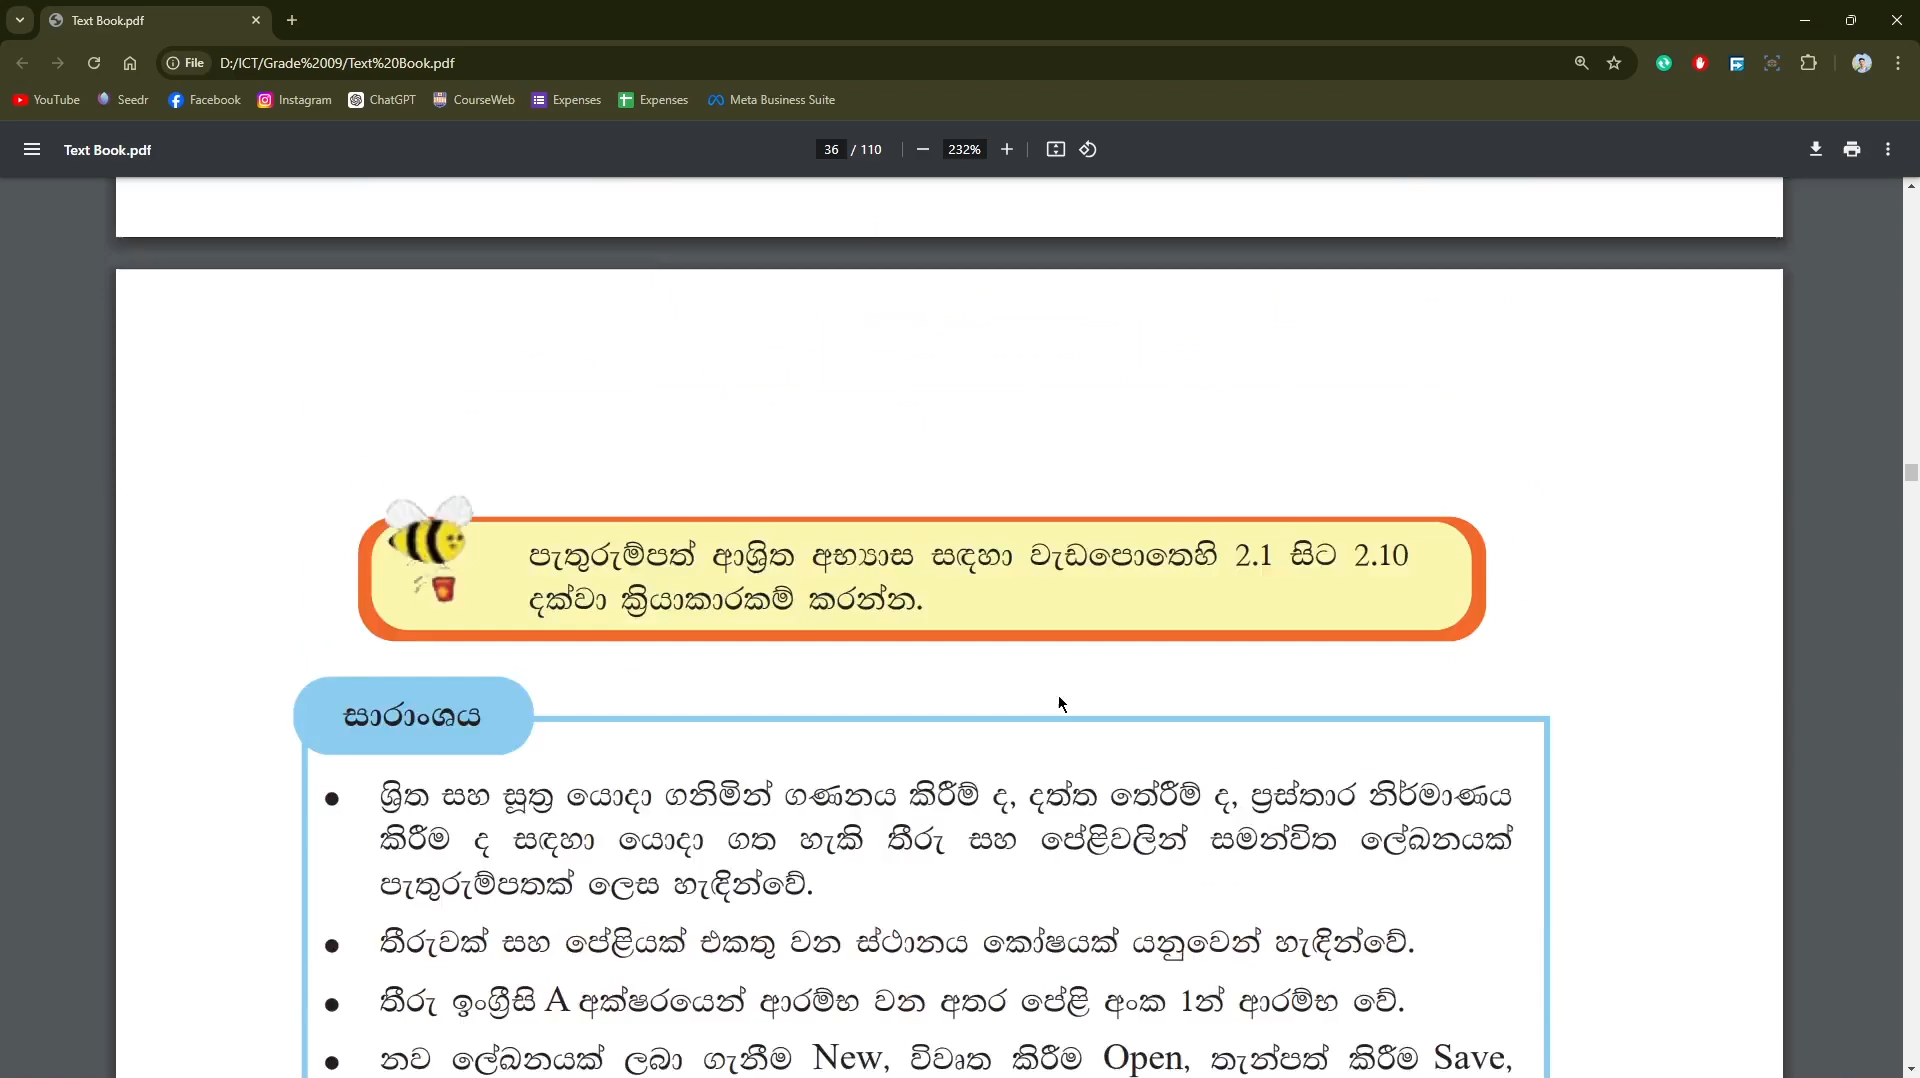 Text Book.pdf
File D:/ICT/Grade%2009/Text%20Book.pdf
YouTube Seedr Facebook Instagram ChatGPT CourseWeb Expenses Expenses Meta Business Suite
Text Book.pdf 36 / 110 232%
පැතුරුම්පත් ආශ්‍රිත අභ්‍යාස සඳහා වැඩපොතෙහි 2.1 සිට 2.10
දක්වා ක්‍රියාකාරකම් කරන්න.
සාරාංශය
● ශ්‍රිත සහ සූත්‍ර යොදා ගනිමින් ගණනය කිරීම් ද, දත්ත තේරීම් ද, ප්‍රස්තාර නිර්මාණය
කිරීම ද සඳහා යොදා ගත හැකි තීරු සහ පේළිවලින් සමන්විත ලේඛනයක්
පැතුරුම්පතක් ලෙස හැඳින්වේ.
● තීරුවක් සහ පේළියක් එකතු වන ස්ථානය කෝෂයක් යනුවෙන් හැඳින්වේ.
● තීරු ඉංග්‍රීසි A අක්ෂරයෙන් ආරම්භ වන අතර පේළි අංක 1න් ආරම්භ වේ.
● නව ලේඛනයක් ලබා ගැනීම New, විවෘත කිරීම Open, තැන්පත් කිරීම Save,